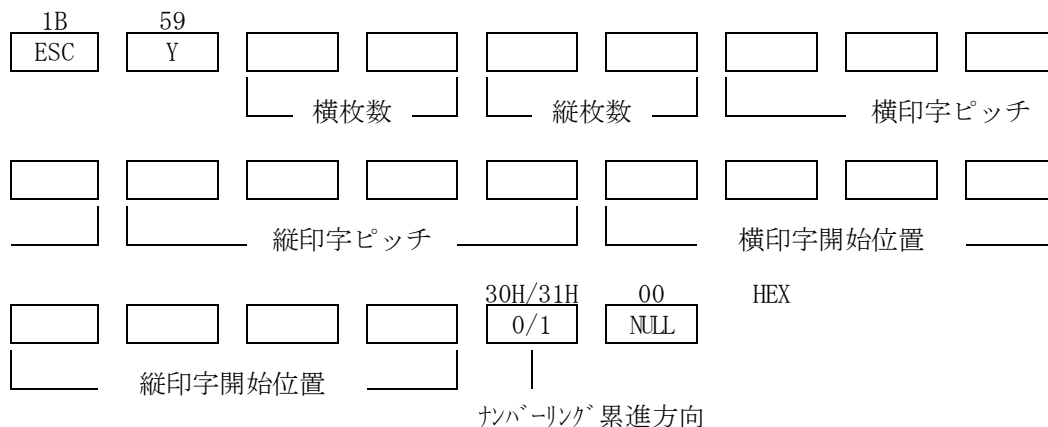 1B 59
ESC Y
横枚数 縦枚数 横印字ピッチ
縦印字ピッチ 横印字開始位置
30H/31H 00 HEX
0/1 NULL
縦印字開始位置
ﾅﾝﾊﾞｰﾘﾝｸﾞ累進方向